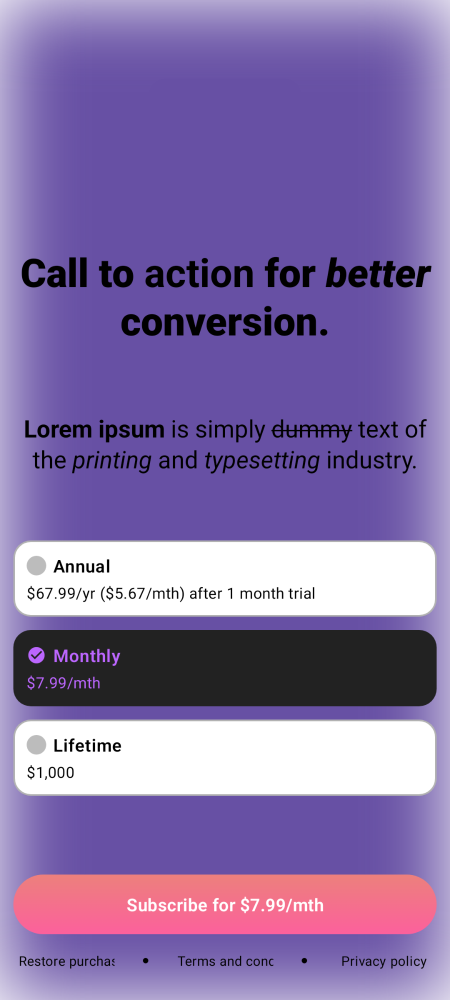 Call to action for better
conversion.
Lorem ipsum is simply dummy text of
the printing and typesetting industry.
Annual
$67.99/yr ($5.67/mth) after 1 month trial
Monthly
$7.99/mth
Lifetime
$1,000
Subscribe for $7.99/mth
Restore purchas • Terms and conc • Privacy policy